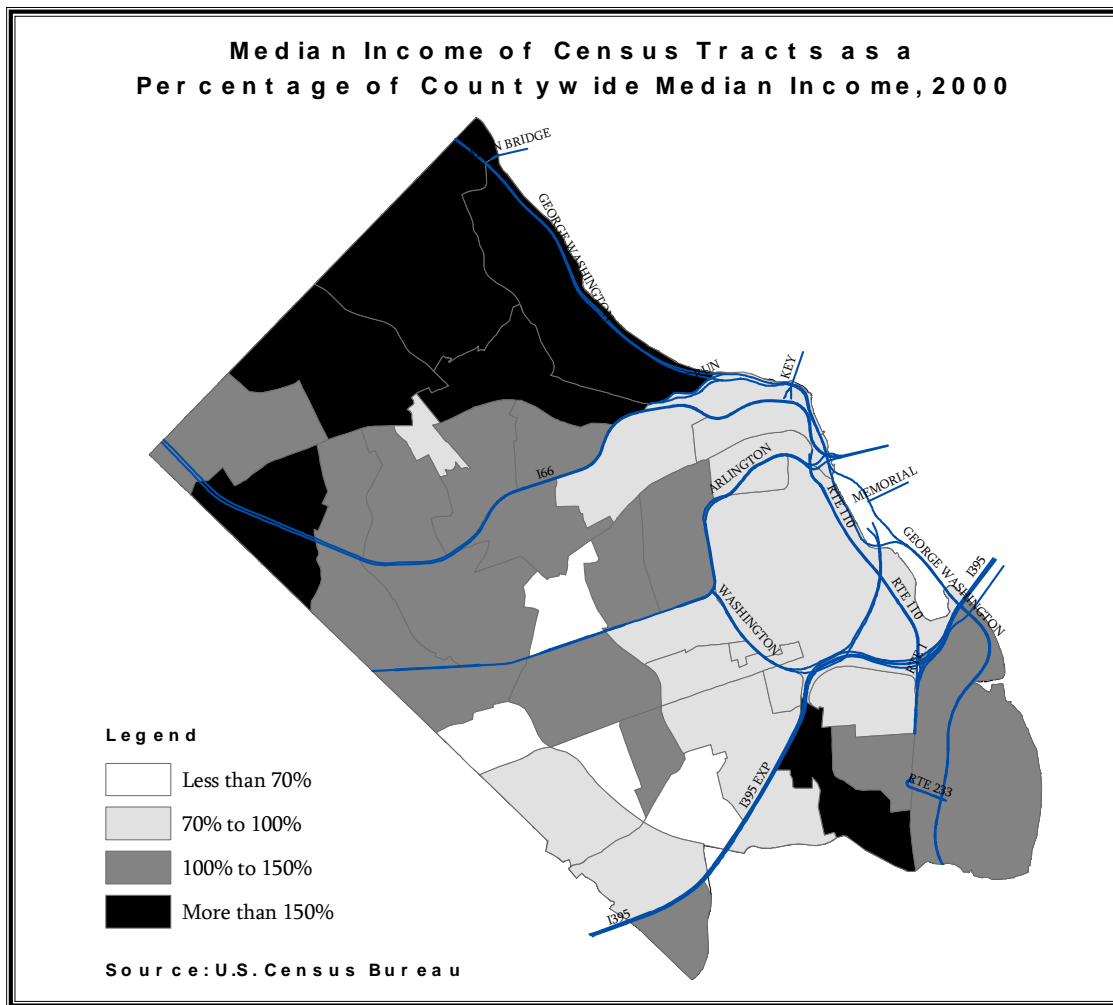 Median Income of Census Tracts as a
Percentage of Countywide Median Income, 2000
BRIDGE
GEORGE WASHINGTON
KEY
I66
ARLINGTON
RTE 110
MEMORIAL
GEORGE WASHINGTON
I395
RTE 110
WASHINGTON
RTE 1
I395 EXP
RTE 233
I395
Legend
Less than 70%
70% to 100%
100% to 150%
More than 150%
Source: U.S. Census Bureau